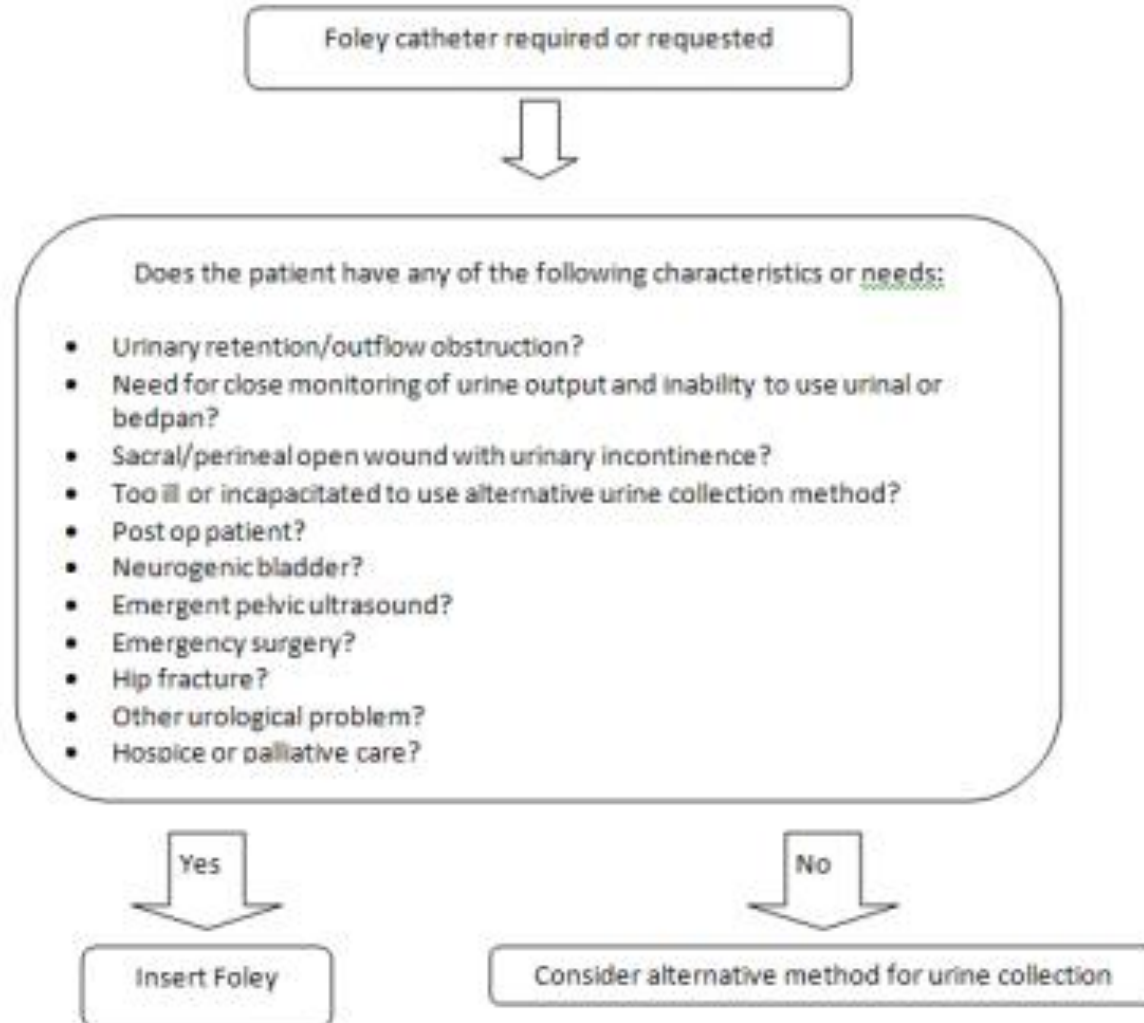 Foley catheter required or requested
Does the patient have any of the following characteristics or needs:
• Urinary retention/outflow obstruction?
• Need for close monitoring of urine output and inability to use urinal or
bedpan?
• Sacral/perineal open wound with urinary incontinence?
• Too ill or incapacitated to use alternative urine collection method?
• Post op patient?
• Neurogenic bladder?
• Emergent pelvic ultrasound?
• Emergency surgery?
• Hip fracture?
• Other urological problem?
• Hospice or palliative care?
Yes
No
Insert Foley
Consider alternative method for urine collection